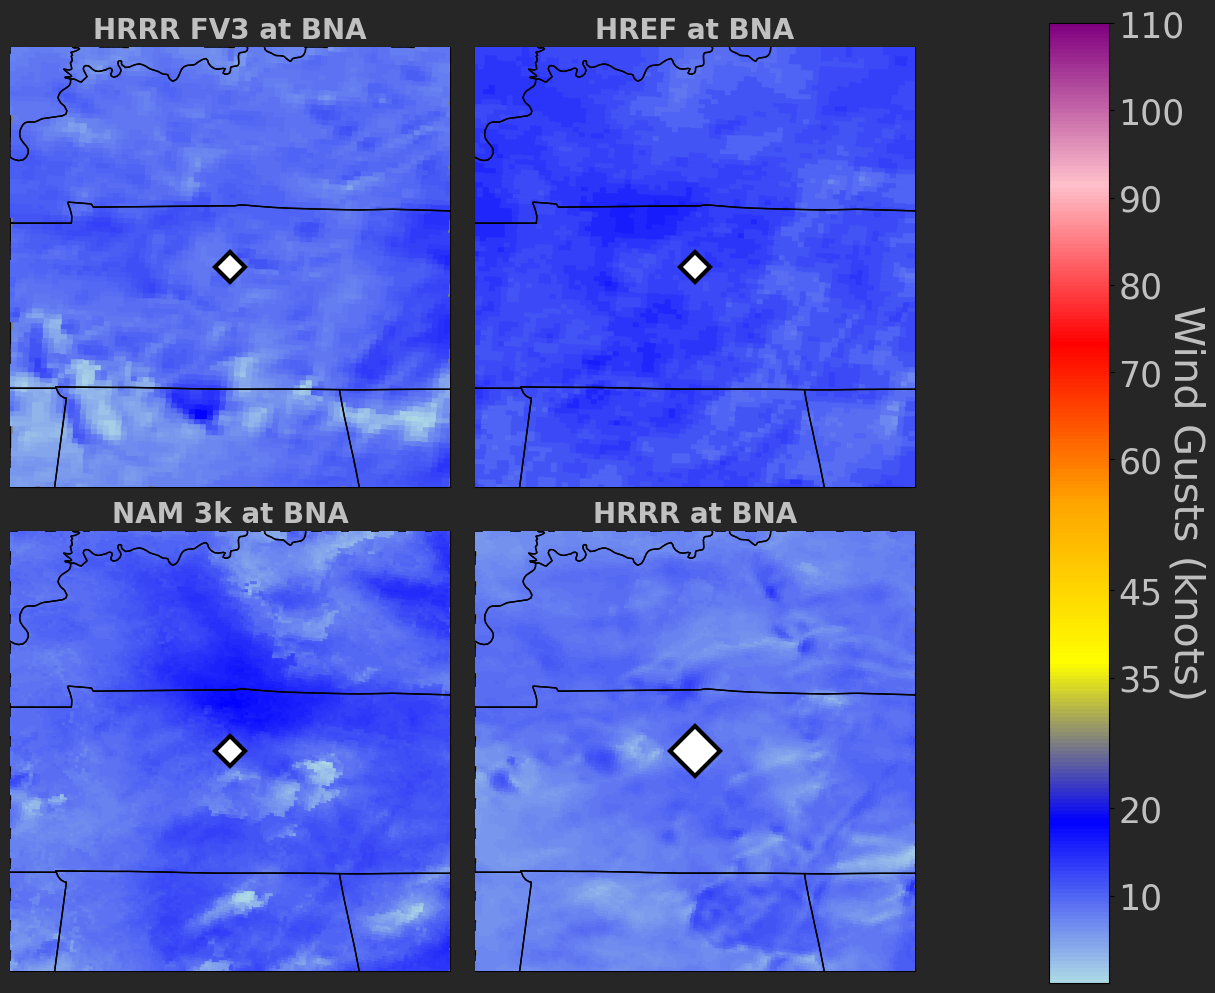 HRRR FV3 at BNA
HREF at BNA
NAM 3k at BNA
HRRR at BNA
110
100
90
80
70
60
45
35
20
10
Wind Gusts (knots)